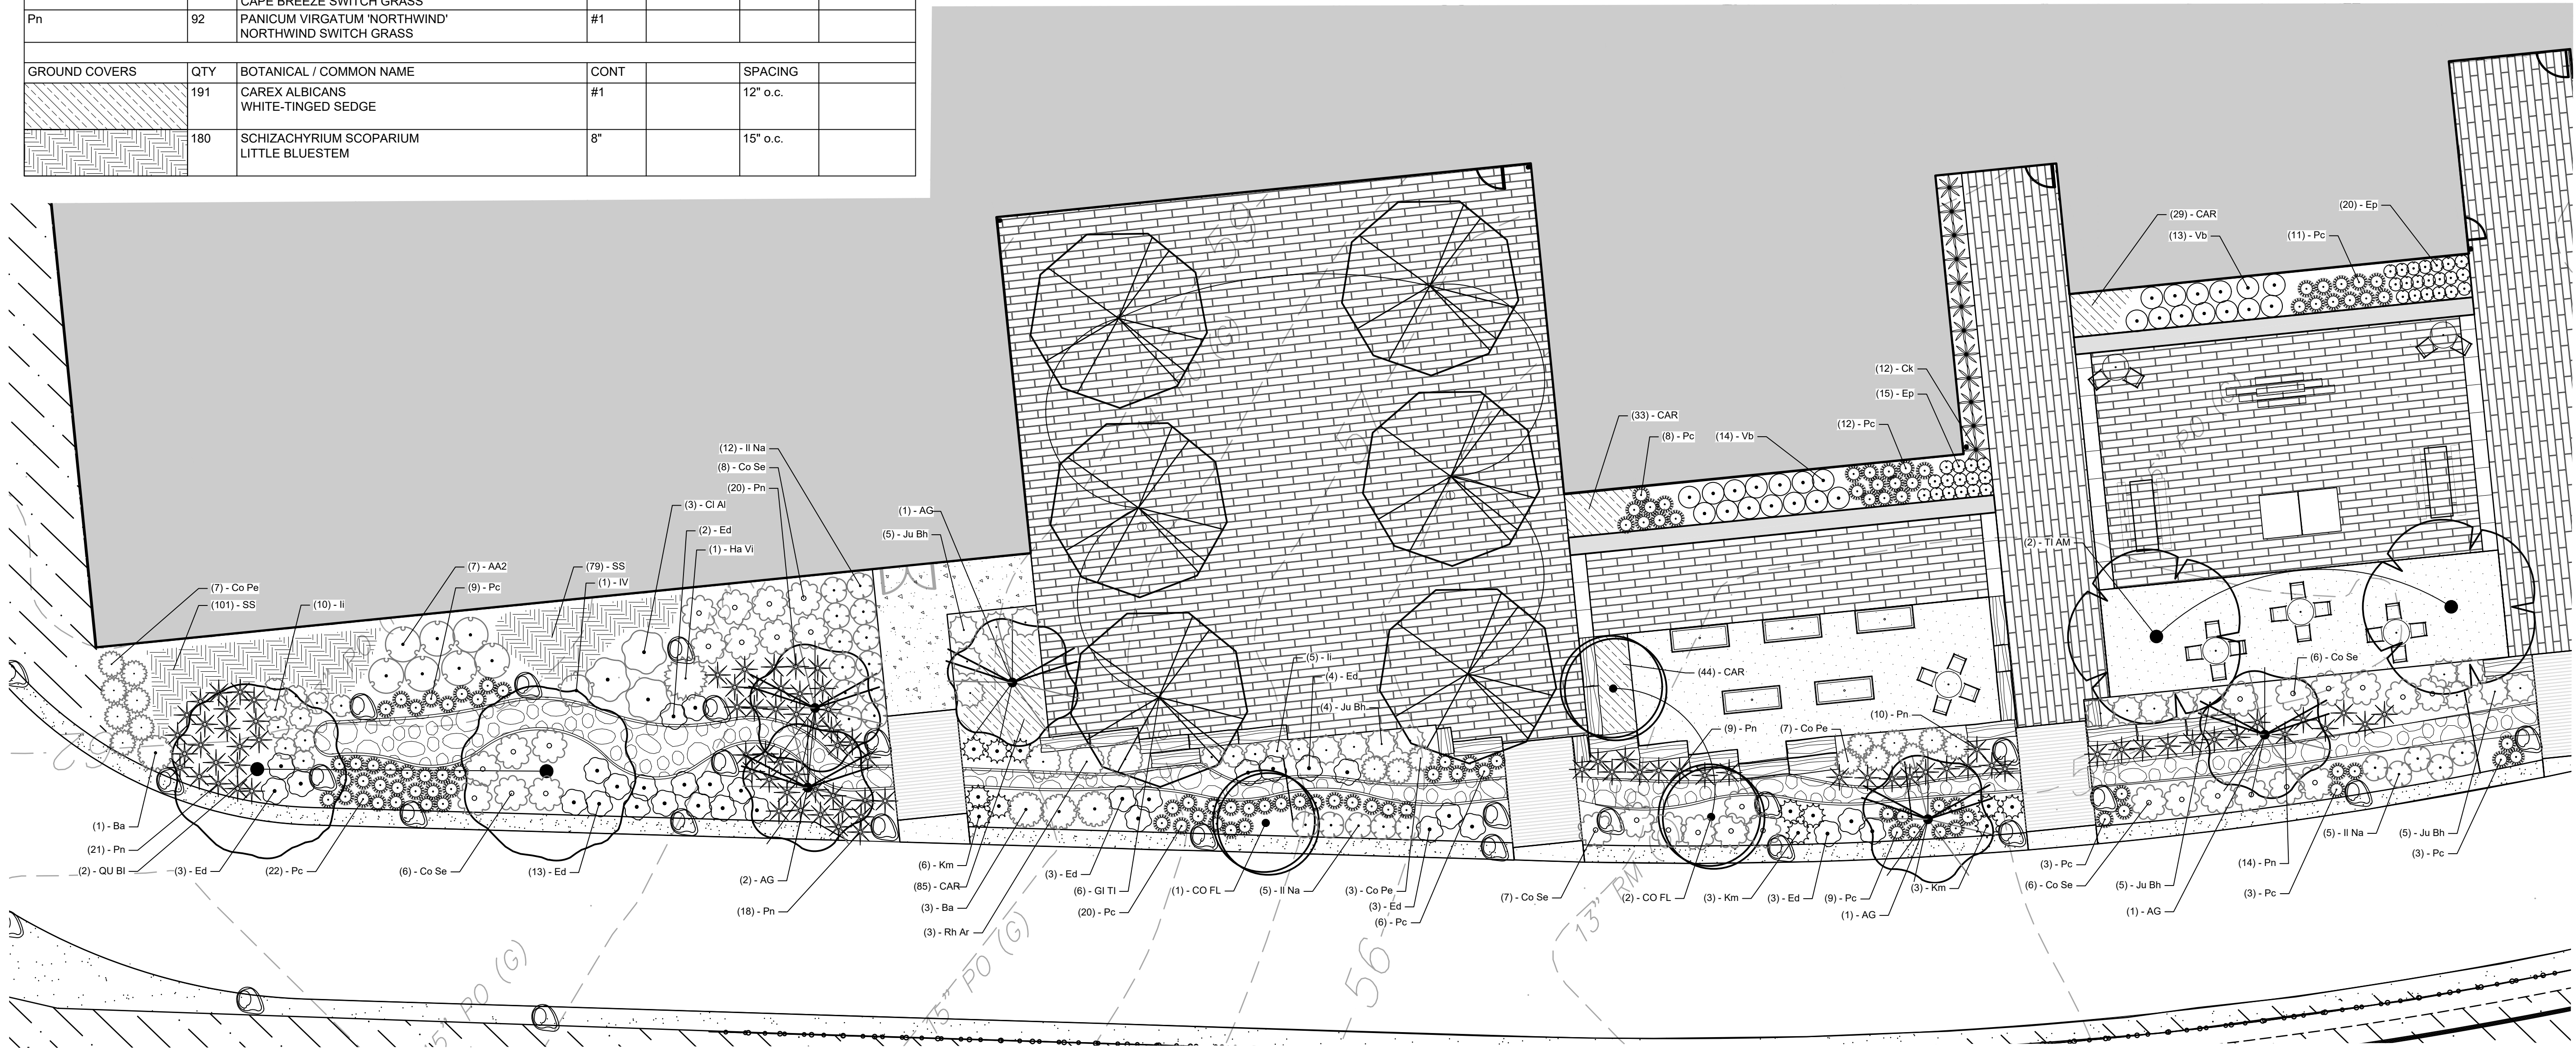 CAPE BREEZE SWITCH GRASS
Pn 92 PANICUM VIRGATUM 'NORTHWIND' #1
NORTHWIND SWITCH GRASS
GROUND COVERS QTY BOTANICAL / COMMON NAME CONT SPACING
191 CAREX ALBICANS #1 12" o.c.
WHITE-TINGED SEDGE
180 SCHIZACHYRIUM SCOPARIUM 8" 15" o.c.
LITTLE BLUESTEM
(20) - Ep
(29) - CAR
(13) - Vb
(11) - Pc
59
(12) - Ck
(15) - Ep
(33) - CAR
(12) - Pc
(8) - Pc
(14) - Vb
57
(12) - Il Na
(8) - Co Se
(20) - Pn
(3) - Cl Al
(1) - AG
(2) - Ed
(5) - Ju Bh
(2) - TI AM
(1) - Ha Vi
(7) - AA2
(79) - SS
(1) - IV
(9) - Pc
(7) - Co Pe
(101) - SS
(10) - Ii
(5) - Ii
(6) - Co Se
(44) - CAR
(4) - Ed
(4) - Ju Bh
(10) - Pn
(9) - Pn
(7) - Co Pe
(1) - Ba
(21) - Pn
(2) - QU BI
(3) - Ed
(22) - Pc
(6) - Co Se
(13) - Ed
(2) - AG
(18) - Pn
(6) - Km
(85) - CAR
(3) - Ba
(3) - Rh Ar
(3) - Ed
(6) - Gl TI
(20) - Pc
(1) - CO FL
(5) - Il Na
(3) - Co Pe
(3) - Ed
(6) - Pc
(7) - Co Se
(2) - CO FL
(3) - Km
(3) - Ed
(9) - Pc
(1) - AG
(3) - Km
(3) - Pc
(6) - Co Se
(5) - Ju Bh
(1) - AG
(14) - Pn
(3) - Pc
(5) - Il Na
(5) - Ju Bh
(3) - Pc
13" RM
56
15" PO (G)
5" PO (G)